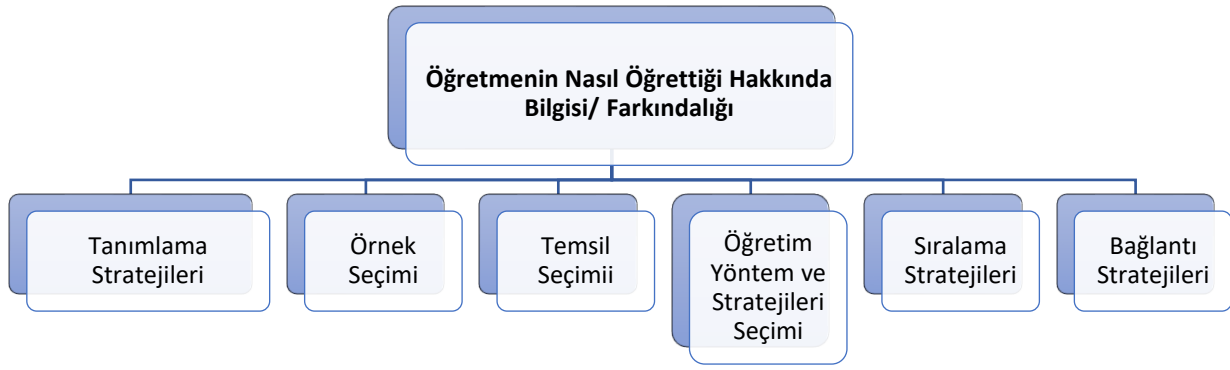 Öğretmenin Nasıl Öğrettiği Hakkında
Bilgisi/ Farkındalığı
Tanımlama
Stratejileri
Örnek
Seçimi
Temsil
Seçimii
Öğretim
Yöntem ve
Stratejileri
Seçimi
Sıralama
Stratejileri
Bağlantı
Stratejileri